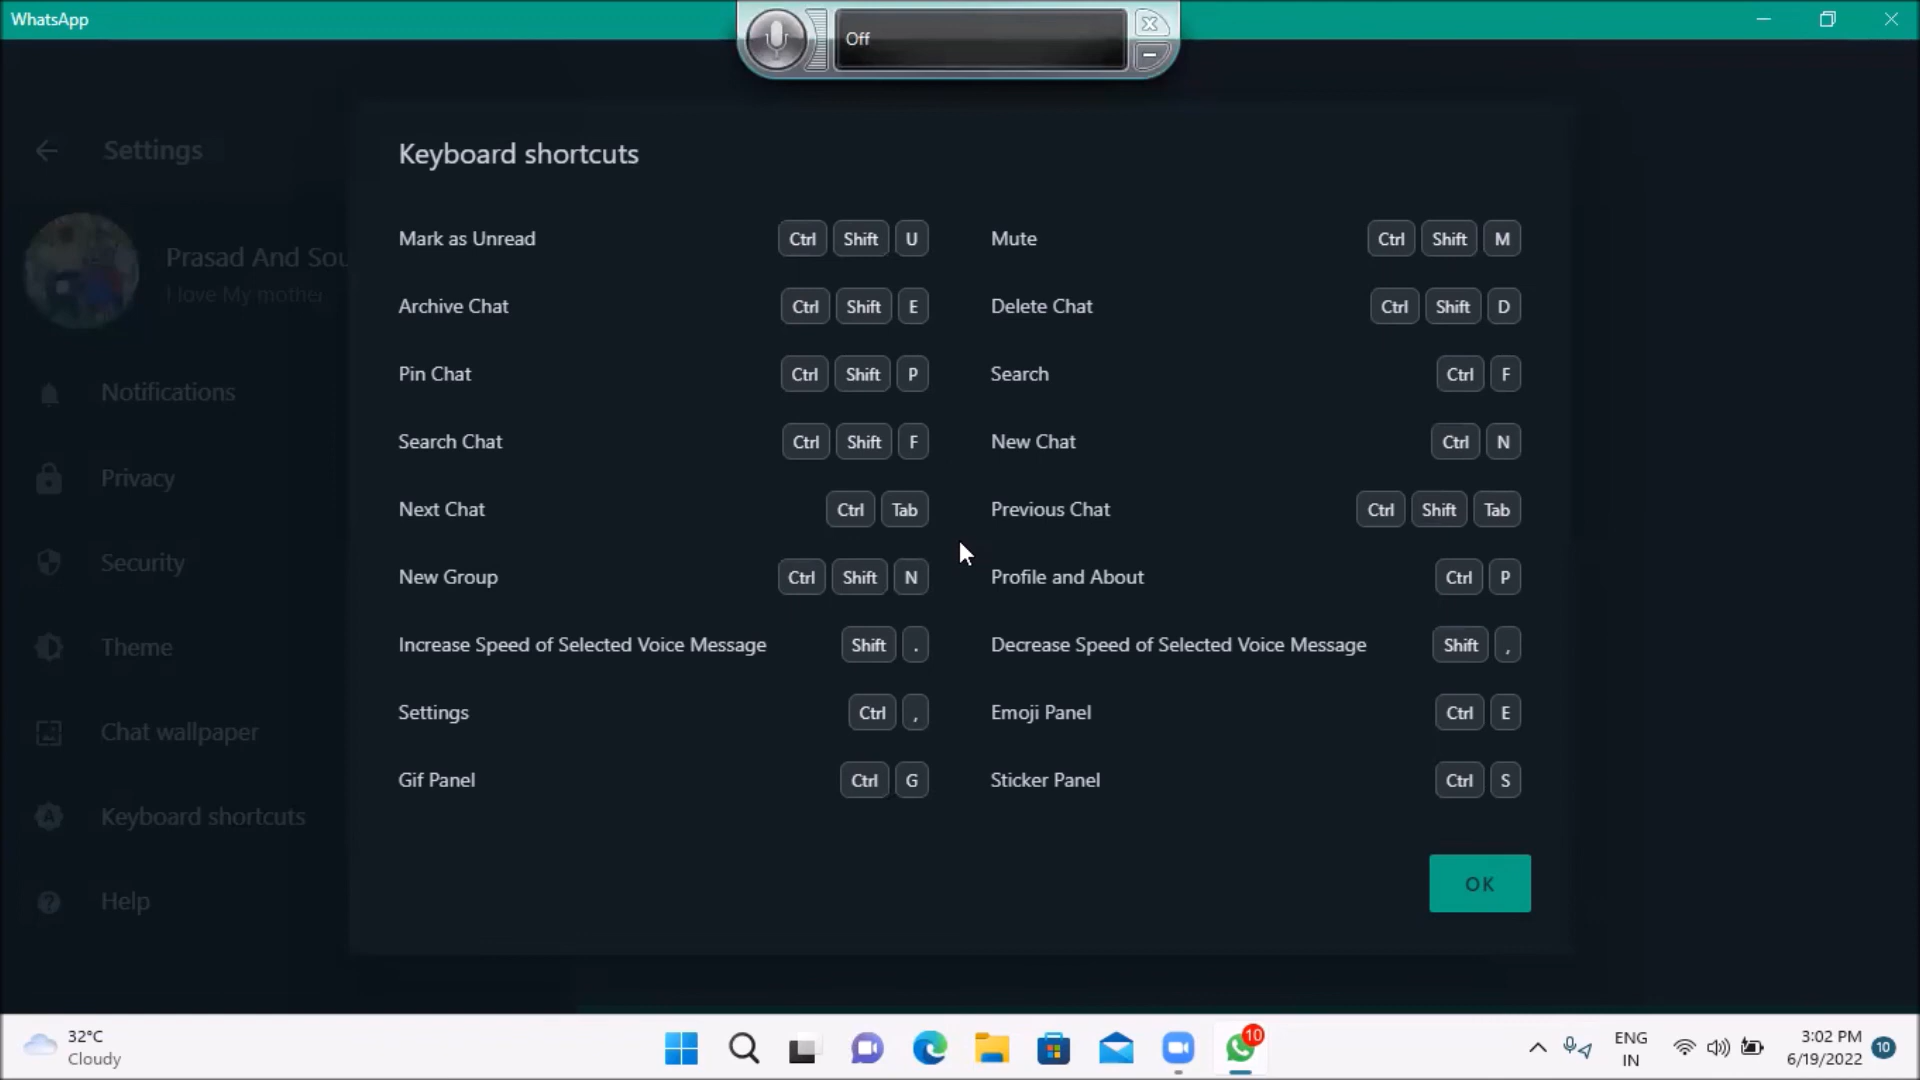 WhatsApp
Off
Settings
Prasad And Sou
I love My mother
Notifications
Privacy
Security
Theme
Chat wallpaper
Keyboard shortcuts
Help
Keyboard shortcuts
Mark as Unread Ctrl Shift U Mute Ctrl Shift M
Archive Chat Ctrl Shift E Delete Chat Ctrl Shift D
Pin Chat Ctrl Shift P Search Ctrl F
Search Chat Ctrl Shift F New Chat Ctrl N
Next Chat Ctrl Tab Previous Chat Ctrl Shift Tab
New Group Ctrl Shift N Profile and About Ctrl P
Increase Speed of Selected Voice Message Shift . Decrease Speed of Selected Voice Message Shift ,
Settings Ctrl , Emoji Panel Ctrl E
Gif Panel Ctrl G Sticker Panel Ctrl S
OK
32°C
Cloudy
10
ENG
IN
3:02 PM
6/19/2022
10